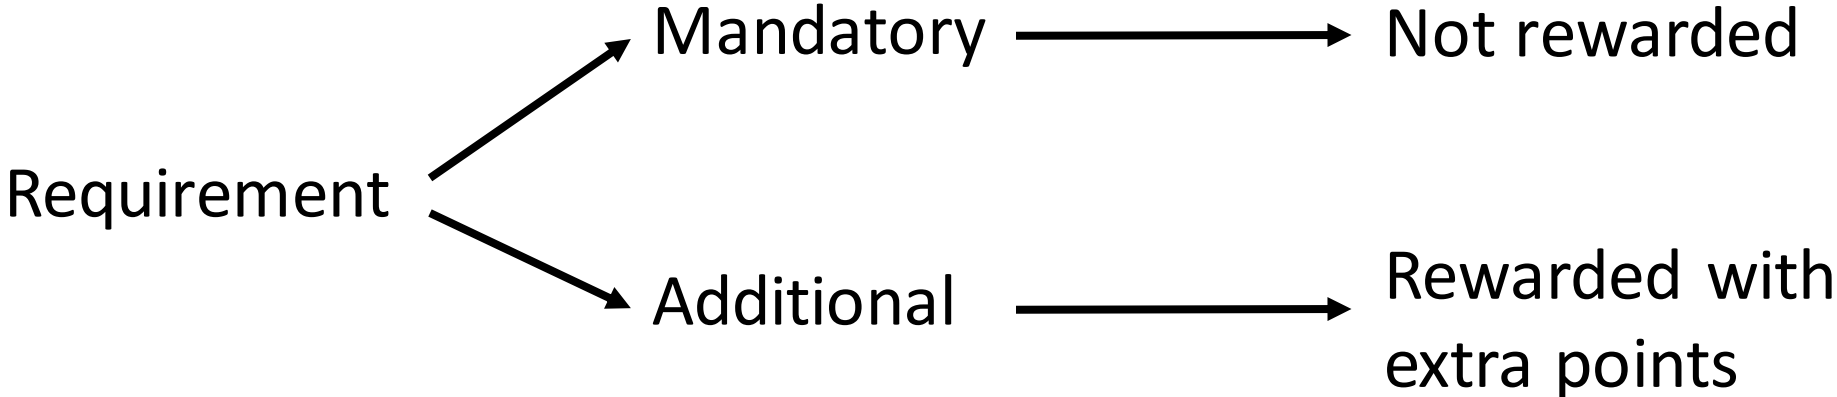 Mandatory
Not rewarded
Requirement
Additional
Rewarded with
extra points